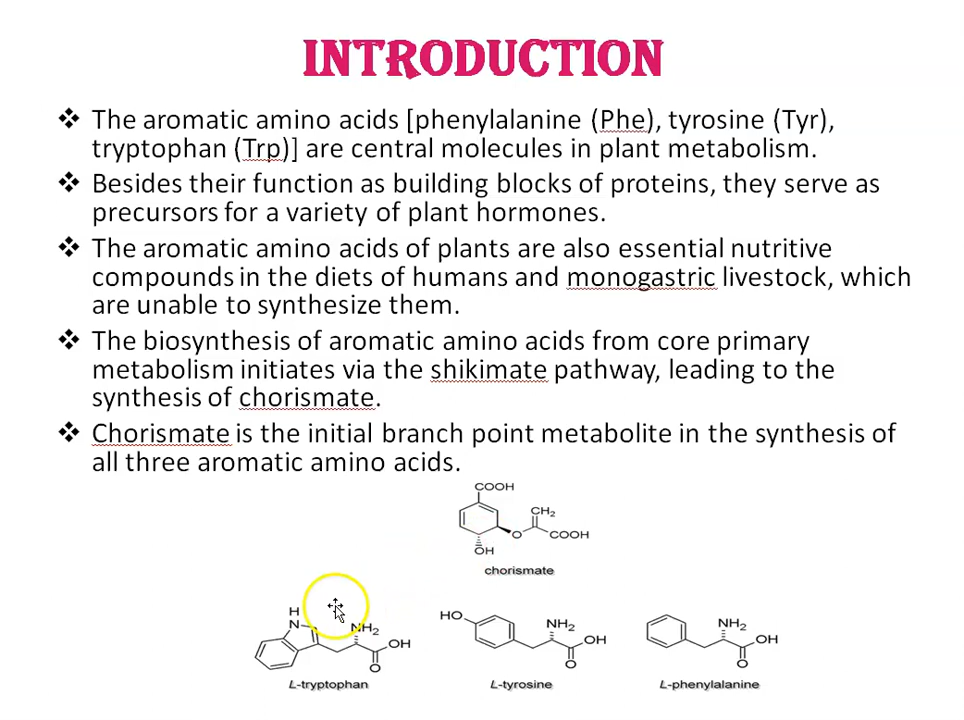 INTRODUCTION
❖ The aromatic amino acids [phenylalanine (Phe), tyrosine (Tyr),
tryptophan (Trp)] are central molecules in plant metabolism.
❖ Besides their function as building blocks of proteins, they serve as
precursors for a variety of plant hormones.
❖ The aromatic amino acids of plants are also essential nutritive
compounds in the diets of humans and monogastric livestock, which
are unable to synthesize them.
❖ The biosynthesis of aromatic amino acids from core primary
metabolism initiates via the shikimate pathway, leading to the
synthesis of chorismate.
❖ Chorismate is the initial branch point metabolite in the synthesis of
all three aromatic amino acids.
COOH
CH₂
O
COOH
OH
chorismate
H
N
NH₂
OH
O
L-tryptophan
HO
NH₂
OH
O
L-tyrosine
NH₂
OH
O
L-phenylalanine